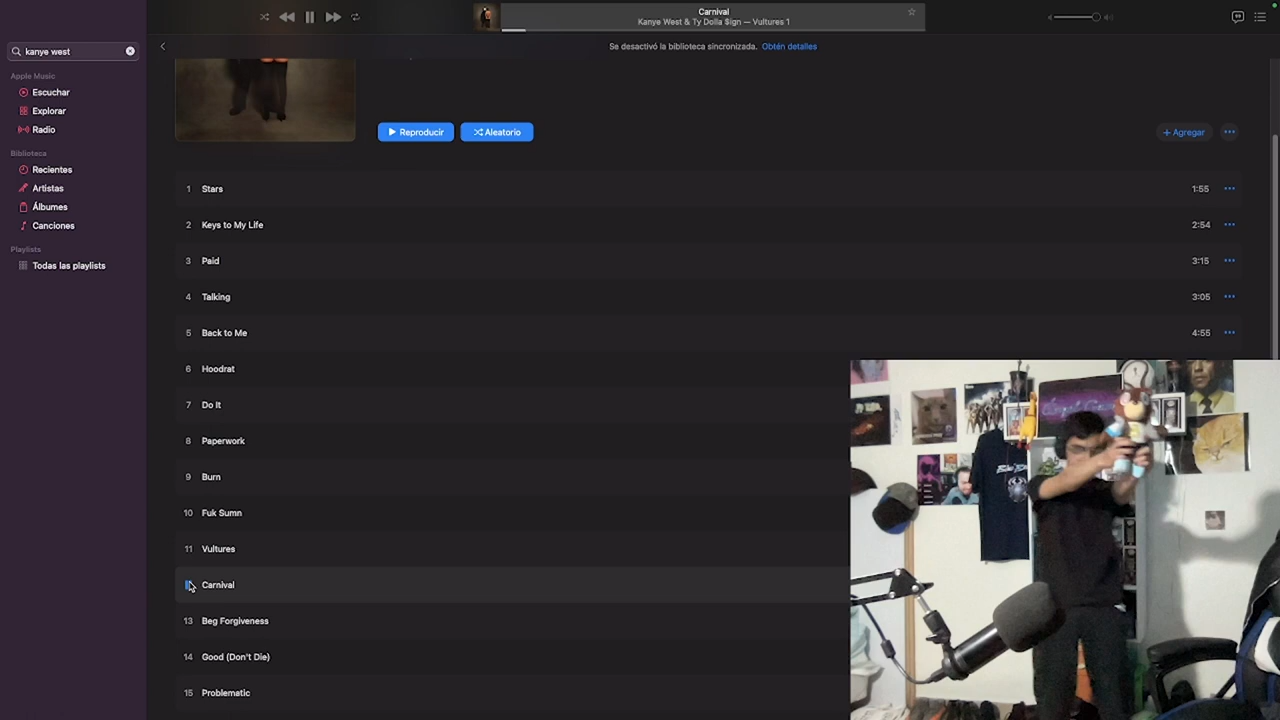 Carnival
Kanye West & Ty Dolla $ign — Vultures 1
kanye west
Se desactivó la biblioteca sincronizada. Obtén detalles
Apple Music
Escuchar
Explorar
Radio
Biblioteca
Recientes
Artistas
Álbumes
Canciones
Playlists
Todas las playlists
Reproducir
Aleatorio
+ Agregar
1 Stars 1:55
2 Keys to My Life 2:54
3 Paid 3:15
4 Talking 3:05
5 Back to Me 4:55
6 Hoodrat
7 Do It
8 Paperwork
9 Burn
10 Fuk Sumn
11 Vultures
Carnival
13 Beg Forgiveness
14 Good (Don't Die)
15 Problematic